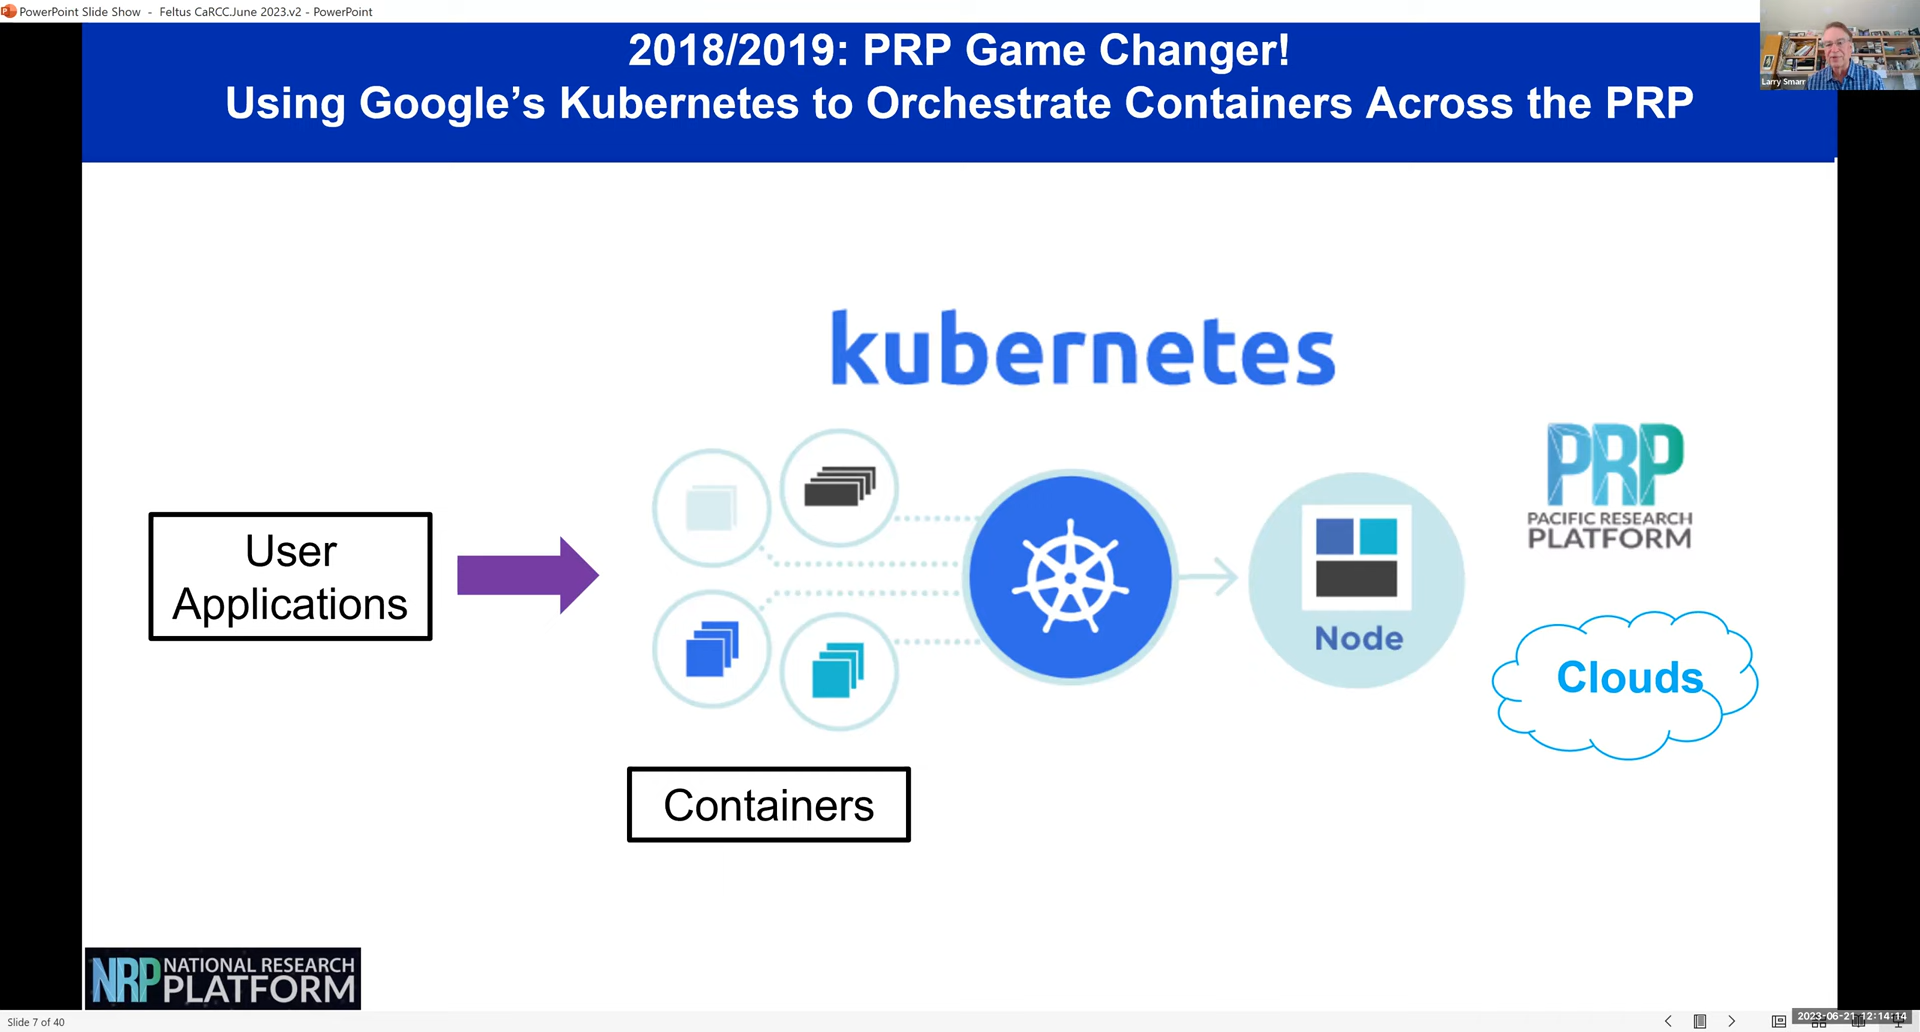 PowerPoint Slide Show - Feltus CaRCC.June 2023.v2 - PowerPoint
Larry Smarr
2018/2019: PRP Game Changer!
Using Google’s Kubernetes to Orchestrate Containers Across the PRP
kubernetes
User
Applications
Containers
Node
PRP
PACIFIC RESEARCH
PLATFORM
Clouds
NRP NATIONAL RESEARCH
PLATFORM
Slide 7 of 40
2023-06-21 12:14:14